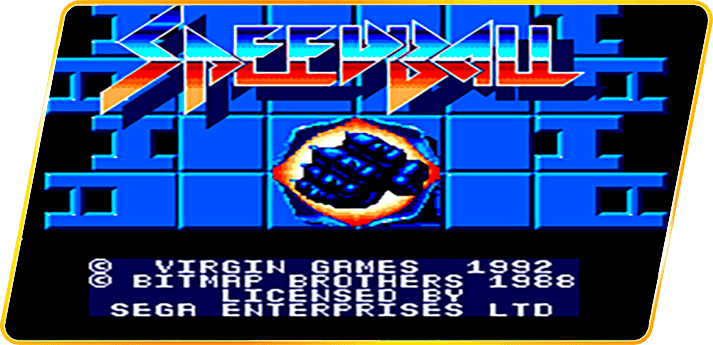 SPEEDBALL
© VIRGIN GAMES 1992
© BITMAP BROTHERS 1988
LICENSED BY
SEGA ENTERPRISES LTD